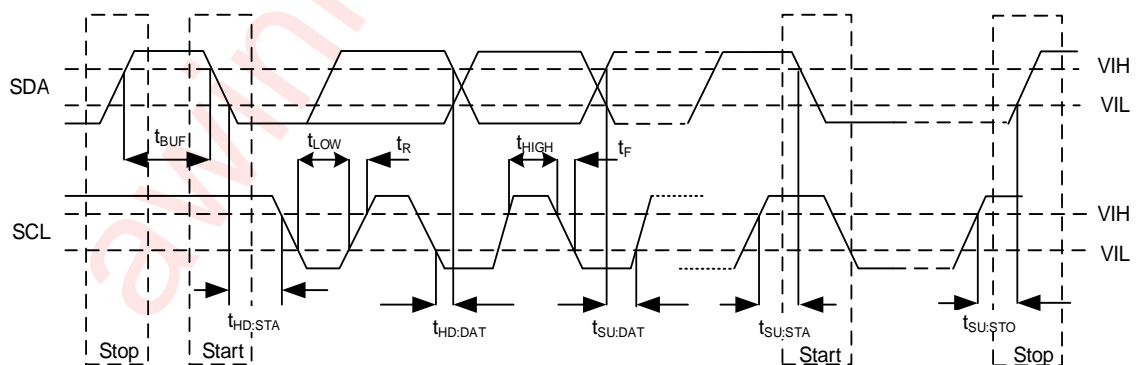 SDA
VIH
VIL
tBUF
tLOW
tR
tHIGH
tF
SCL
VIH
VIL
tHD:STA
tHD:DAT
tSU:DAT
tSU:STA
tSU:STO
Stop
Start
Start
Stop
awini